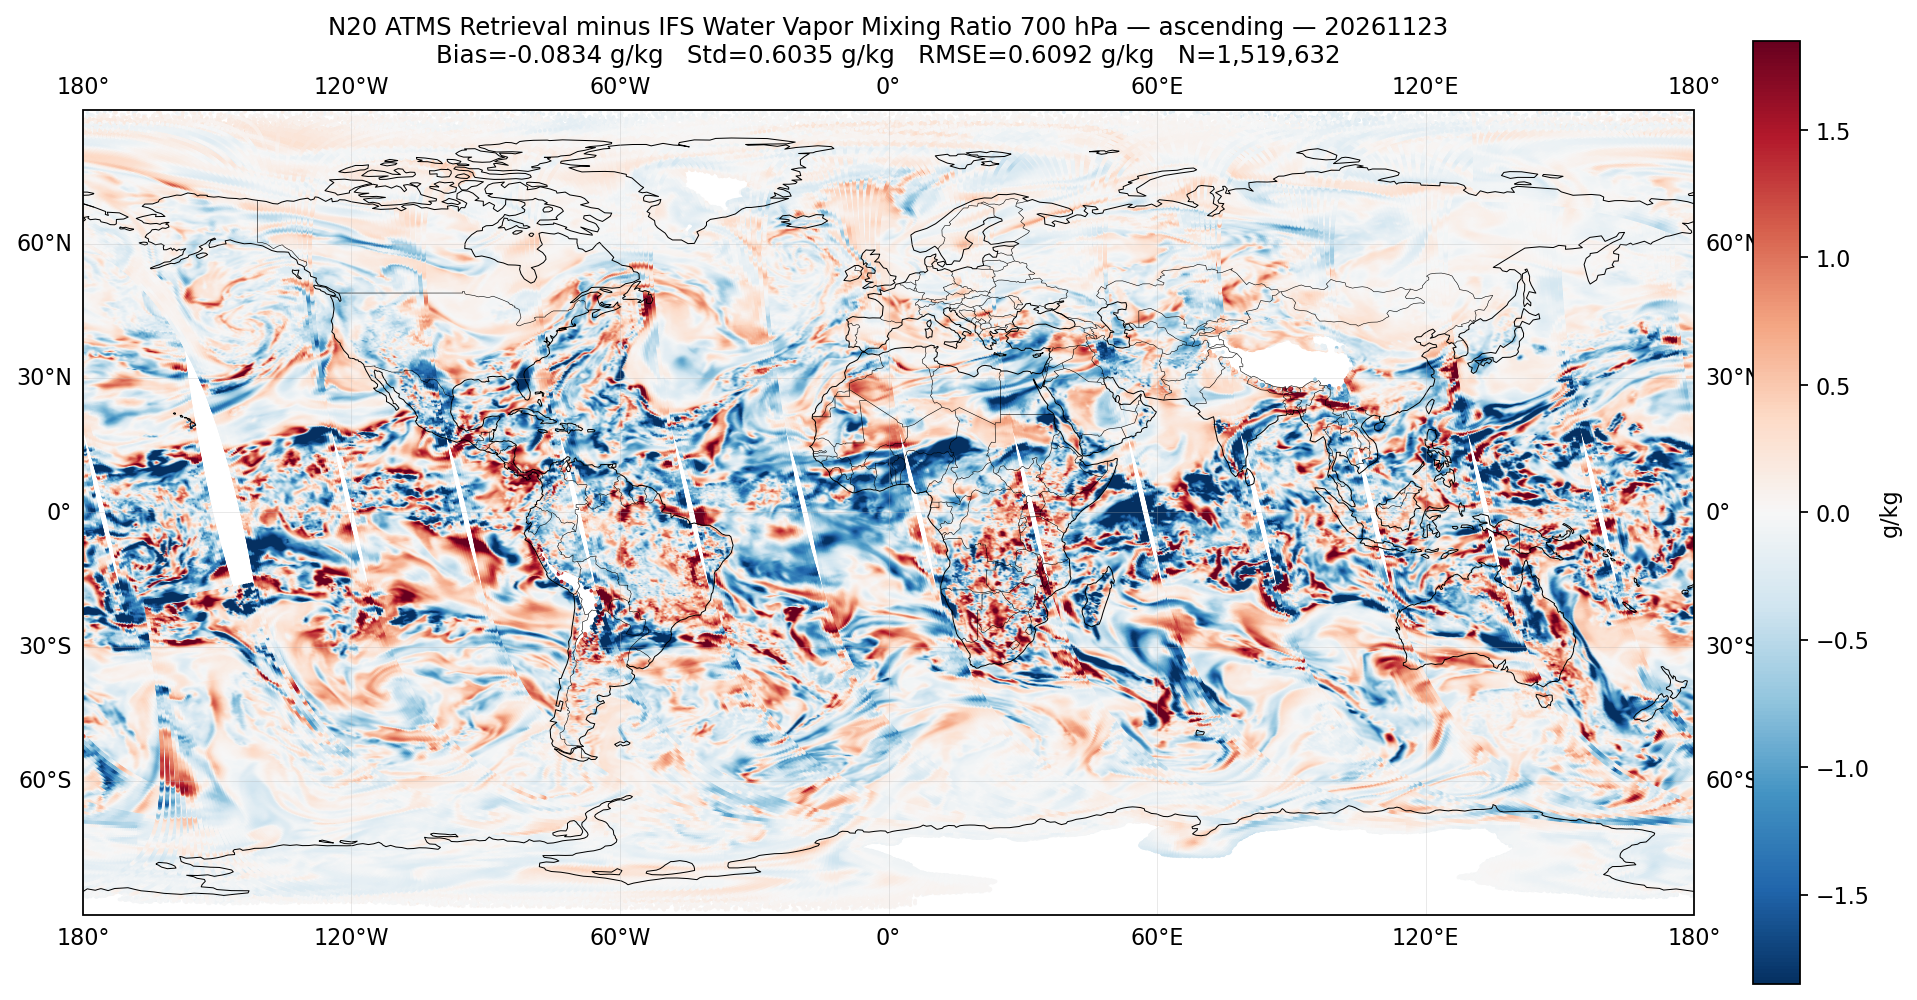 N20 ATMS Retrieval minus IFS Water Vapor Mixing Ratio 700 hPa — ascending — 20261123
Bias=-0.0834 g/kg   Std=0.6035 g/kg   RMSE=0.6092 g/kg   N=1,519,632
180° 120°W 60°W 0° 60°E 120°E 180°
60°N 60°N
30°N 30°N
0° 0°
30°S 30°S
60°S 60°S
180° 120°W 60°W 0° 60°E 120°E 180°
1.5
1.0
0.5
0.0
−0.5
−1.0
−1.5
g/kg